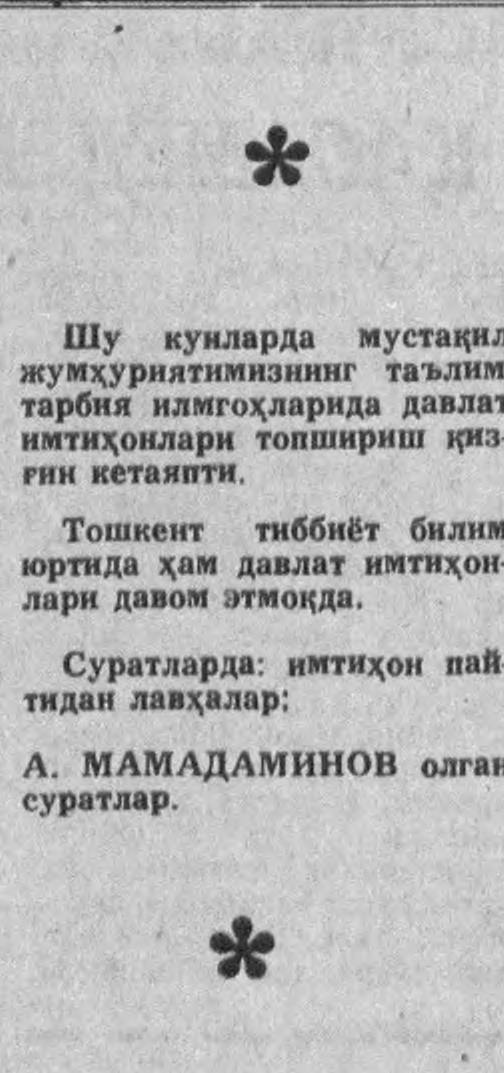 Шу кунларда мустақил
жумҳуриятимизнинг таълим
тарбия илмгоҳларида давлат
имтиҳонлари топшириш қиз-
ғин кетаяпти.
Тошкент тиббиёт билим
юртида ҳам давлат имтиҳон-
лари давом этмоқда.
Суратларда: имтиҳон пай-
тидан лавҳалар;
А. МАМАДАМИНОВ олган
суратлар.